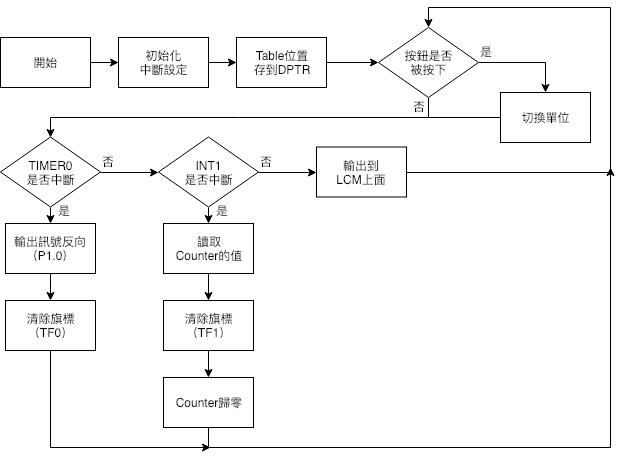 開始
初始化
中斷設定
Table位置
存到DPTR
按鈕是否
被按下
是
否
切換單位
TIMER0
是否中斷
否
INT1
是否中斷
否
輸出到
LCM上面
是
是
輸出訊號反向
（P1.0）
讀取
Counter的值
清除旗標
（TF0）
清除旗標
（TF1）
Counter歸零